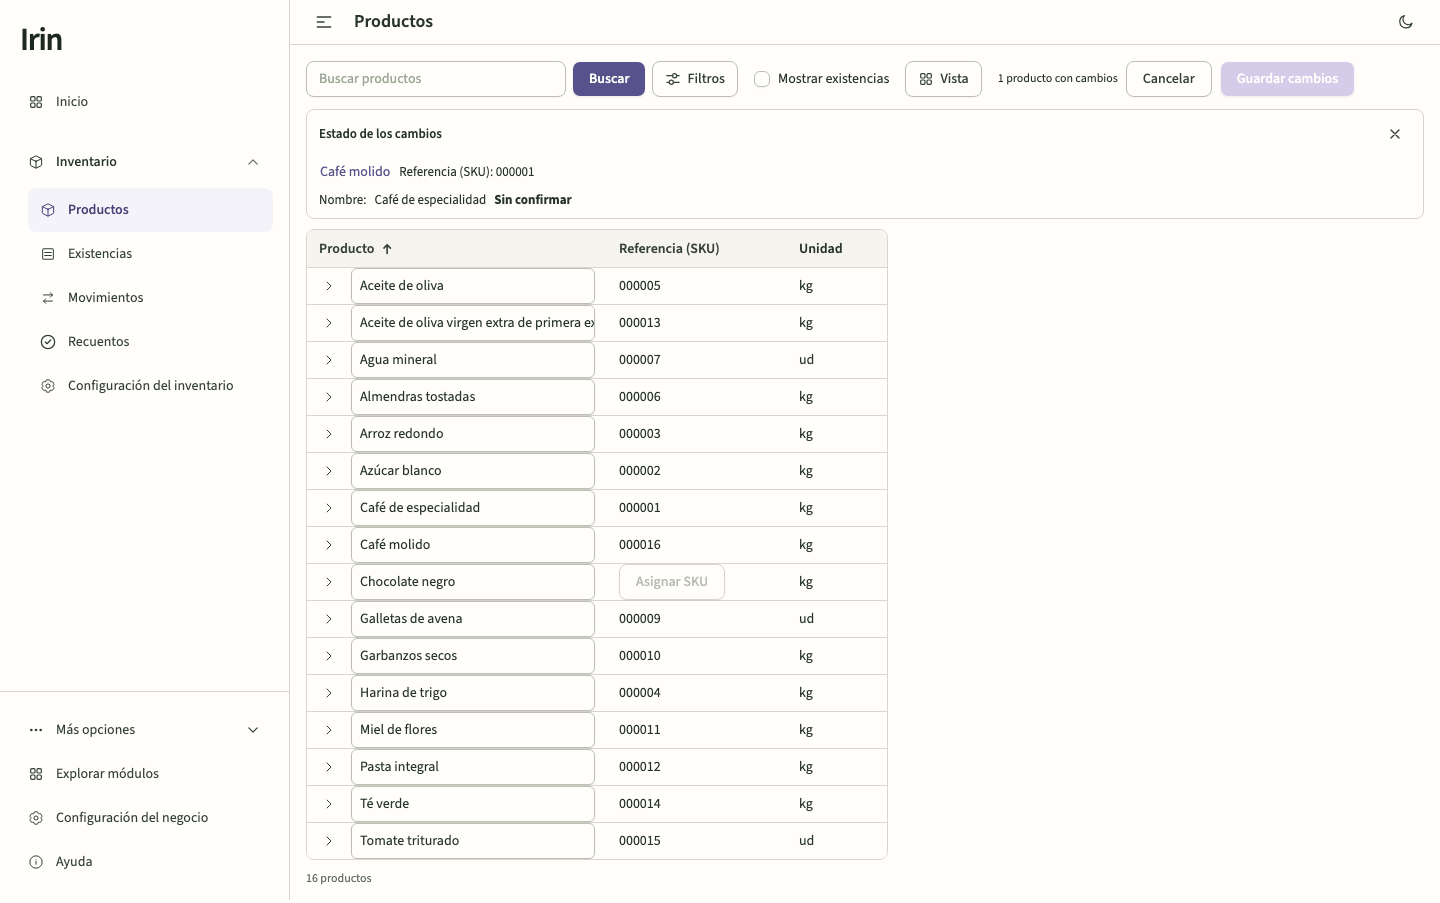 Irin
Productos
Inicio
Inventario
Productos
Existencias
Movimientos
Recuentos
Configuración del inventario
Más opciones
Explorar módulos
Configuración del negocio
Ayuda
Buscar productos
Buscar
Filtros
Mostrar existencias
Vista
1 producto con cambios
Cancelar
Guardar cambios
Estado de los cambios
Café molido Referencia (SKU): 000001
Nombre: Café de especialidad Sin confirmar
Producto Referencia (SKU) Unidad
Aceite de oliva 000005 kg
Aceite de oliva virgen extra de primera ex 000013 kg
Agua mineral 000007 ud
Almendras tostadas 000006 kg
Arroz redondo 000003 kg
Azúcar blanco 000002 kg
Café de especialidad 000001 kg
Café molido 000016 kg
Chocolate negro Asignar SKU kg
Galletas de avena 000009 ud
Garbanzos secos 000010 kg
Harina de trigo 000004 kg
Miel de flores 000011 kg
Pasta integral 000012 kg
Té verde 000014 kg
Tomate triturado 000015 ud
16 productos